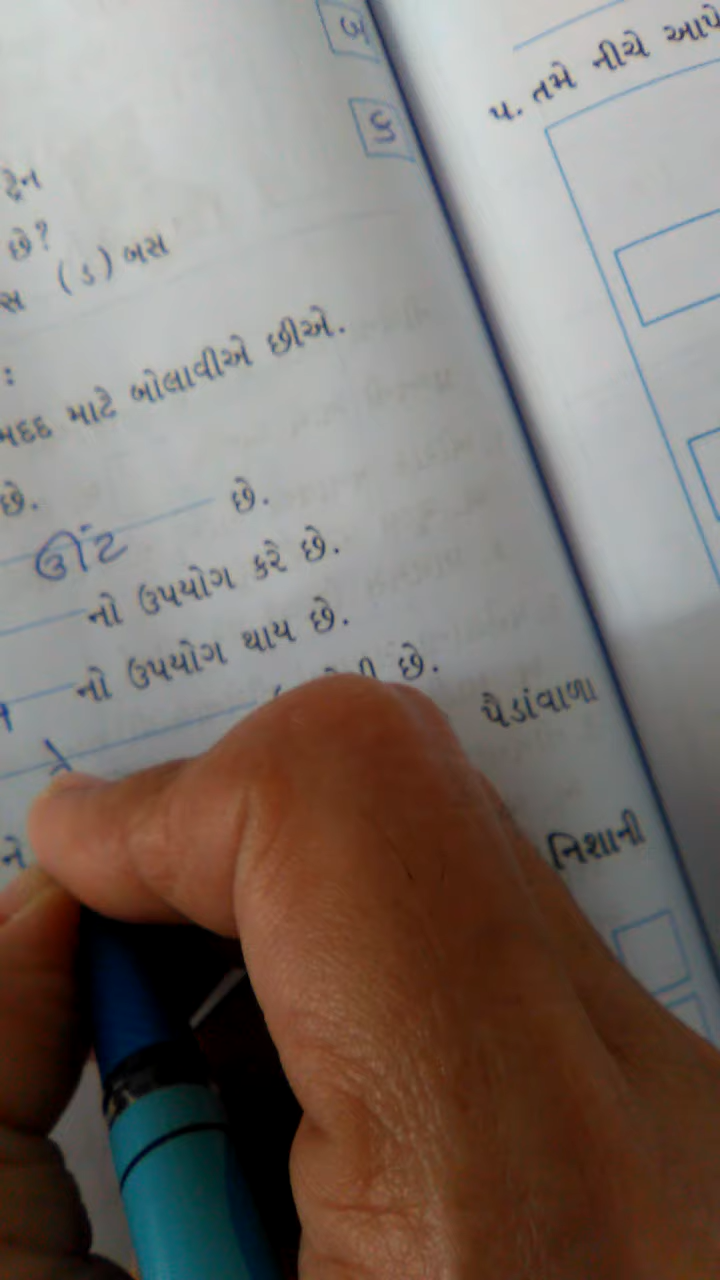 બ
ક
ટ્રેન
છે?
સ (ડ) બસ
:
મદદ માટે બોલાવીએ છીએ.
છે.
ઊંટ છે.
નો ઉપયોગ કરે છે.
નો ઉપયોગ થાય છે.
છે.
પૈડાંવાળા
ને નિશાની
૫. તમે નીચે આપે